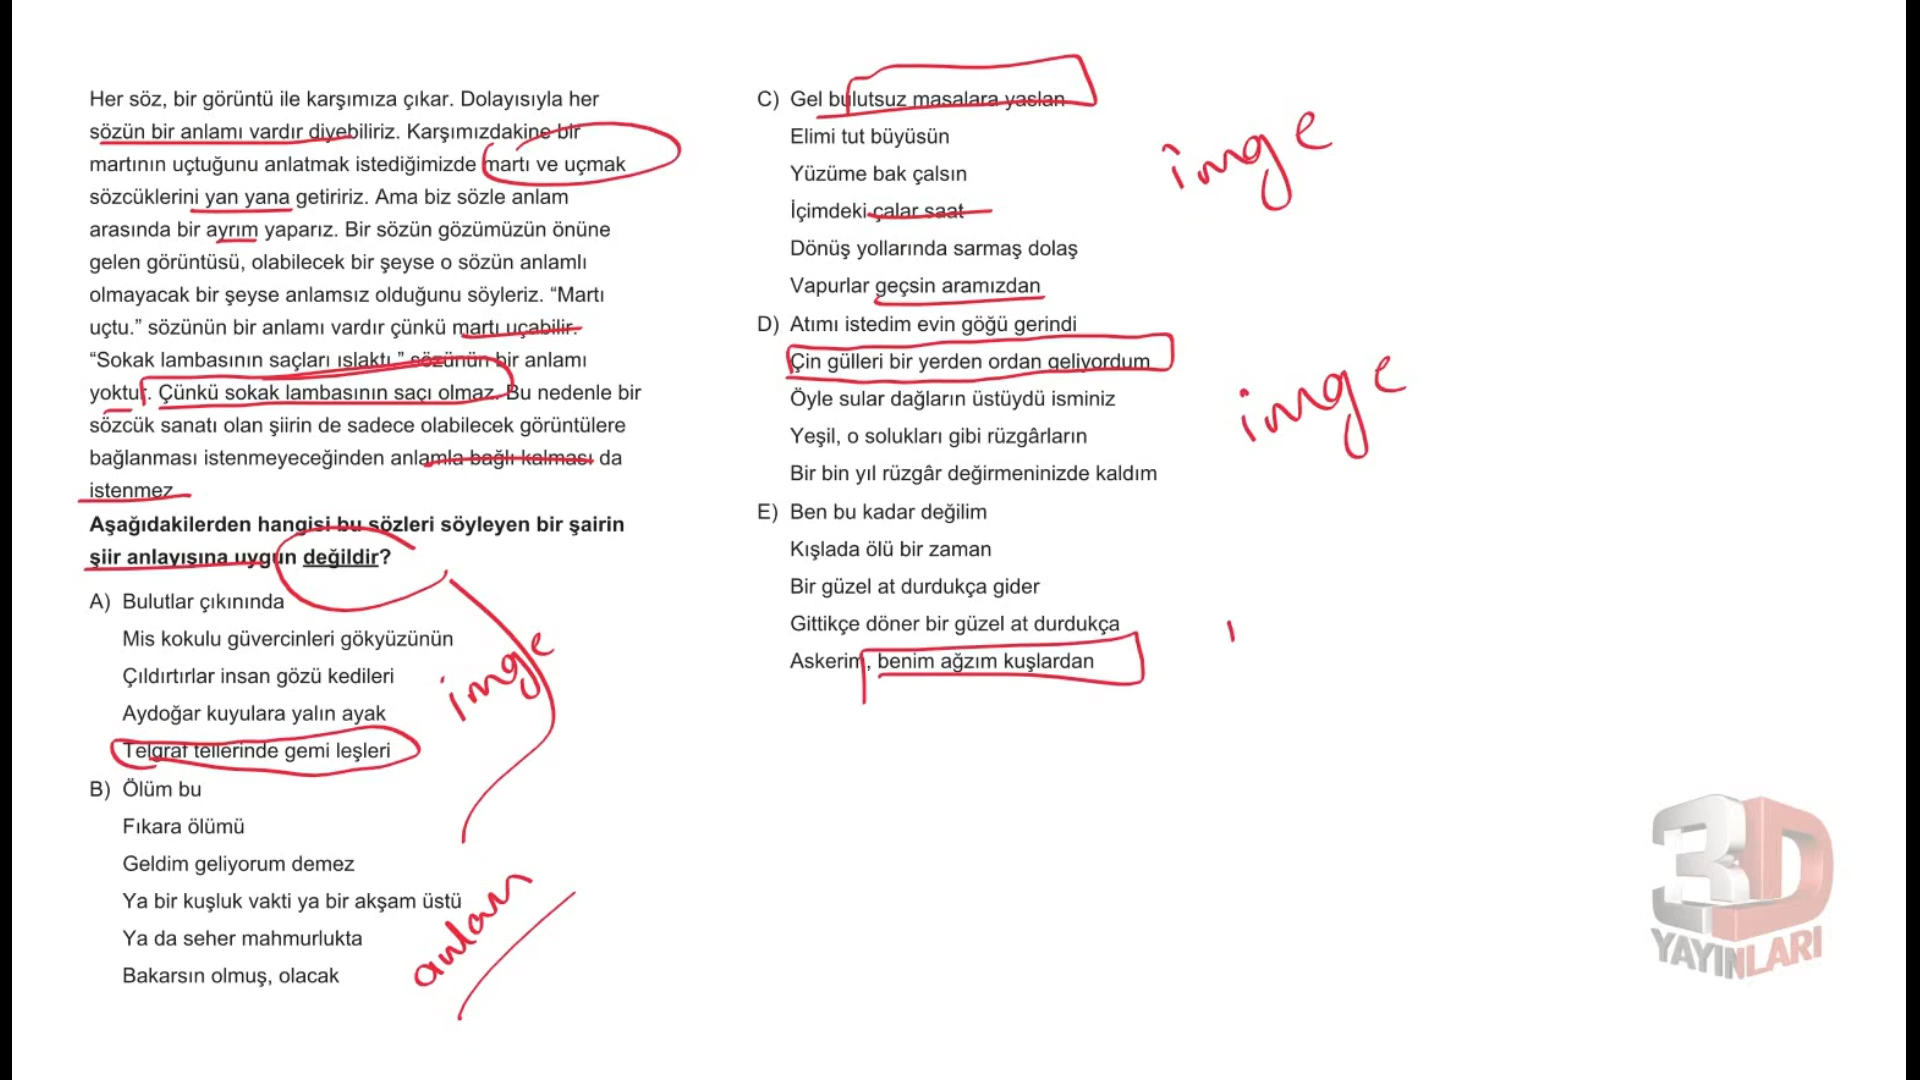 Her söz, bir görüntü ile karşımıza çıkar. Dolayısıyla her
sözün bir anlamı vardır diyebiliriz. Karşımızdakine bir
martının uçtuğunu anlatmak istediğimizde martı ve uçmak
sözcüklerini yan yana getiririz. Ama biz sözle anlam
arasında bir ayrım yaparız. Bir sözün gözümüzün önüne
gelen görüntüsü, olabilecek bir şeyse o sözün anlamlı
olmayacak bir şeyse anlamsız olduğunu söyleriz. “Martı
uçtu.” sözünün bir anlamı vardır çünkü martı uçabilir.
“Sokak lambasının saçları ıslaktı.” sözünün bir anlamı
yoktur. Çünkü sokak lambasının saçı olmaz. Bu nedenle bir
sözcük sanatı olan şiirin de sadece olabilecek görüntülere
bağlanması istenmeyeceğinden anlamla bağlı kalması da
istenmez.
Aşağıdakilerden hangisi bu sözleri söyleyen bir şairin
şiir anlayışına uygun değildir?
A) Bulutlar çıkınında
Mis kokulu güvercinleri gökyüzünün
Çıldırtırlar insan gözü kedileri
Aydoğar kuyulara yalın ayak
Telgraf tellerinde gemi leşleri
imge
B) Ölüm bu
Fıkara ölümü
Geldim geliyorum demez
Ya bir kuşluk vakti ya bir akşam üstü
Ya da seher mahmurlukta
Bakarsın olmuş, olacak
anlam
C) Gel bulutsuz masalara yaslan
Elimi tut büyüsün
Yüzüme bak çalsın
İçimdeki çalar saat
Dönüş yollarında sarmaş dolaş
Vapurlar geçsin aramızdan
imge
D) Atımı istedim evin göğü gerindi
Çin gülleri bir yerden ordan geliyordum
Öyle sular dağların üstüydü isminiz
Yeşil, o solukları gibi rüzgârların
Bir bin yıl rüzgâr değirmeninizde kaldım
imge
E) Ben bu kadar değilim
Kışlada ölü bir zaman
Bir güzel at durdukça gider
Gittikçe döner bir güzel at durdukça
Askerim, benim ağzım kuşlardan
3D
YAYINLARI